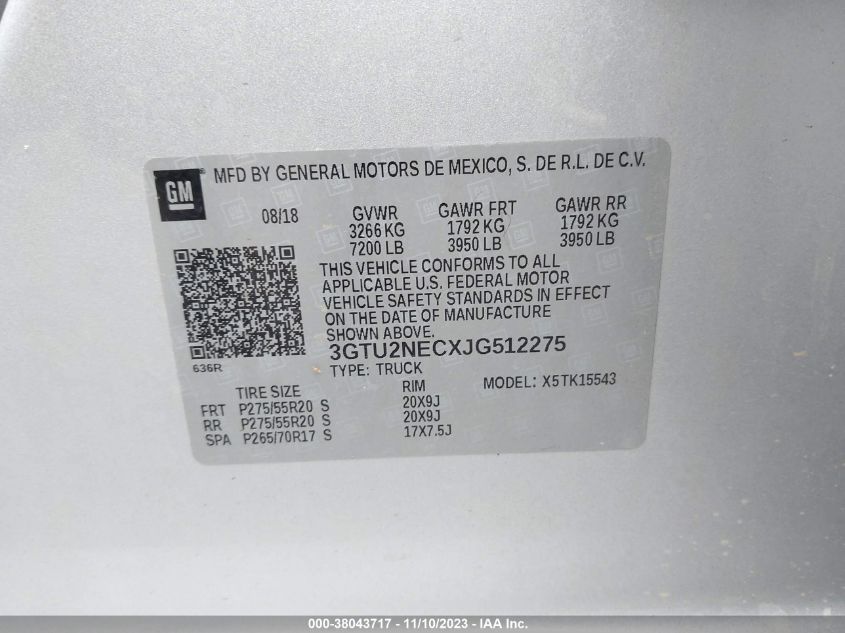 GM® MFD BY GENERAL MOTORS DE MEXICO, S. DE R.L. DE C.V.
08/18 GVWR GAWR FRT GAWR RR
3266 KG 1792 KG 1792 KG
7200 LB 3950 LB 3950 LB
THIS VEHICLE CONFORMS TO ALL
APPLICABLE U.S. FEDERAL MOTOR
VEHICLE SAFETY STANDARDS IN EFFECT
ON THE DATE OF MANUFACTURE
SHOWN ABOVE.
636R 3GTU2NECXJG512275
TYPE: TRUCK
TIRE SIZE RIM MODEL: X5TK15543
FRT P275/55R20 S 20X9J
RR P275/55R20 S 20X9J
SPA P265/70R17 S 17X7.5J
000-38043717 - 11/10/2023 - IAA Inc.